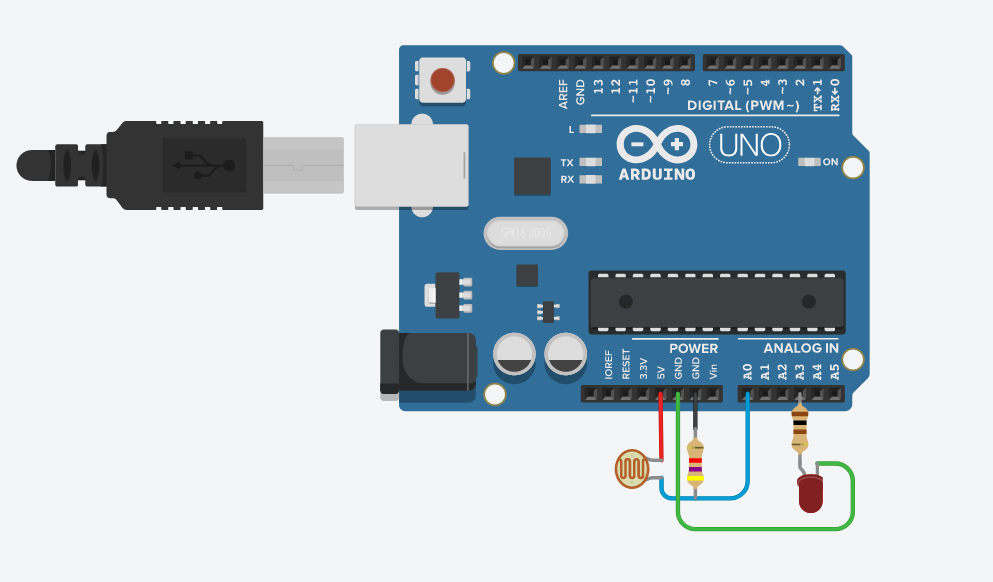 AREF
GND
13
12
~11
~10
~9
8
7
~6
~5
4
~3
2
TX→1
RX←0
DIGITAL (PWM~)
L
TX
RX
UNO
ON
ARDUINO
IOREF
RESET
3.3V
5V
GND
GND
Vin
POWER
ANALOG IN
A0
A1
A2
A3
A4
A5